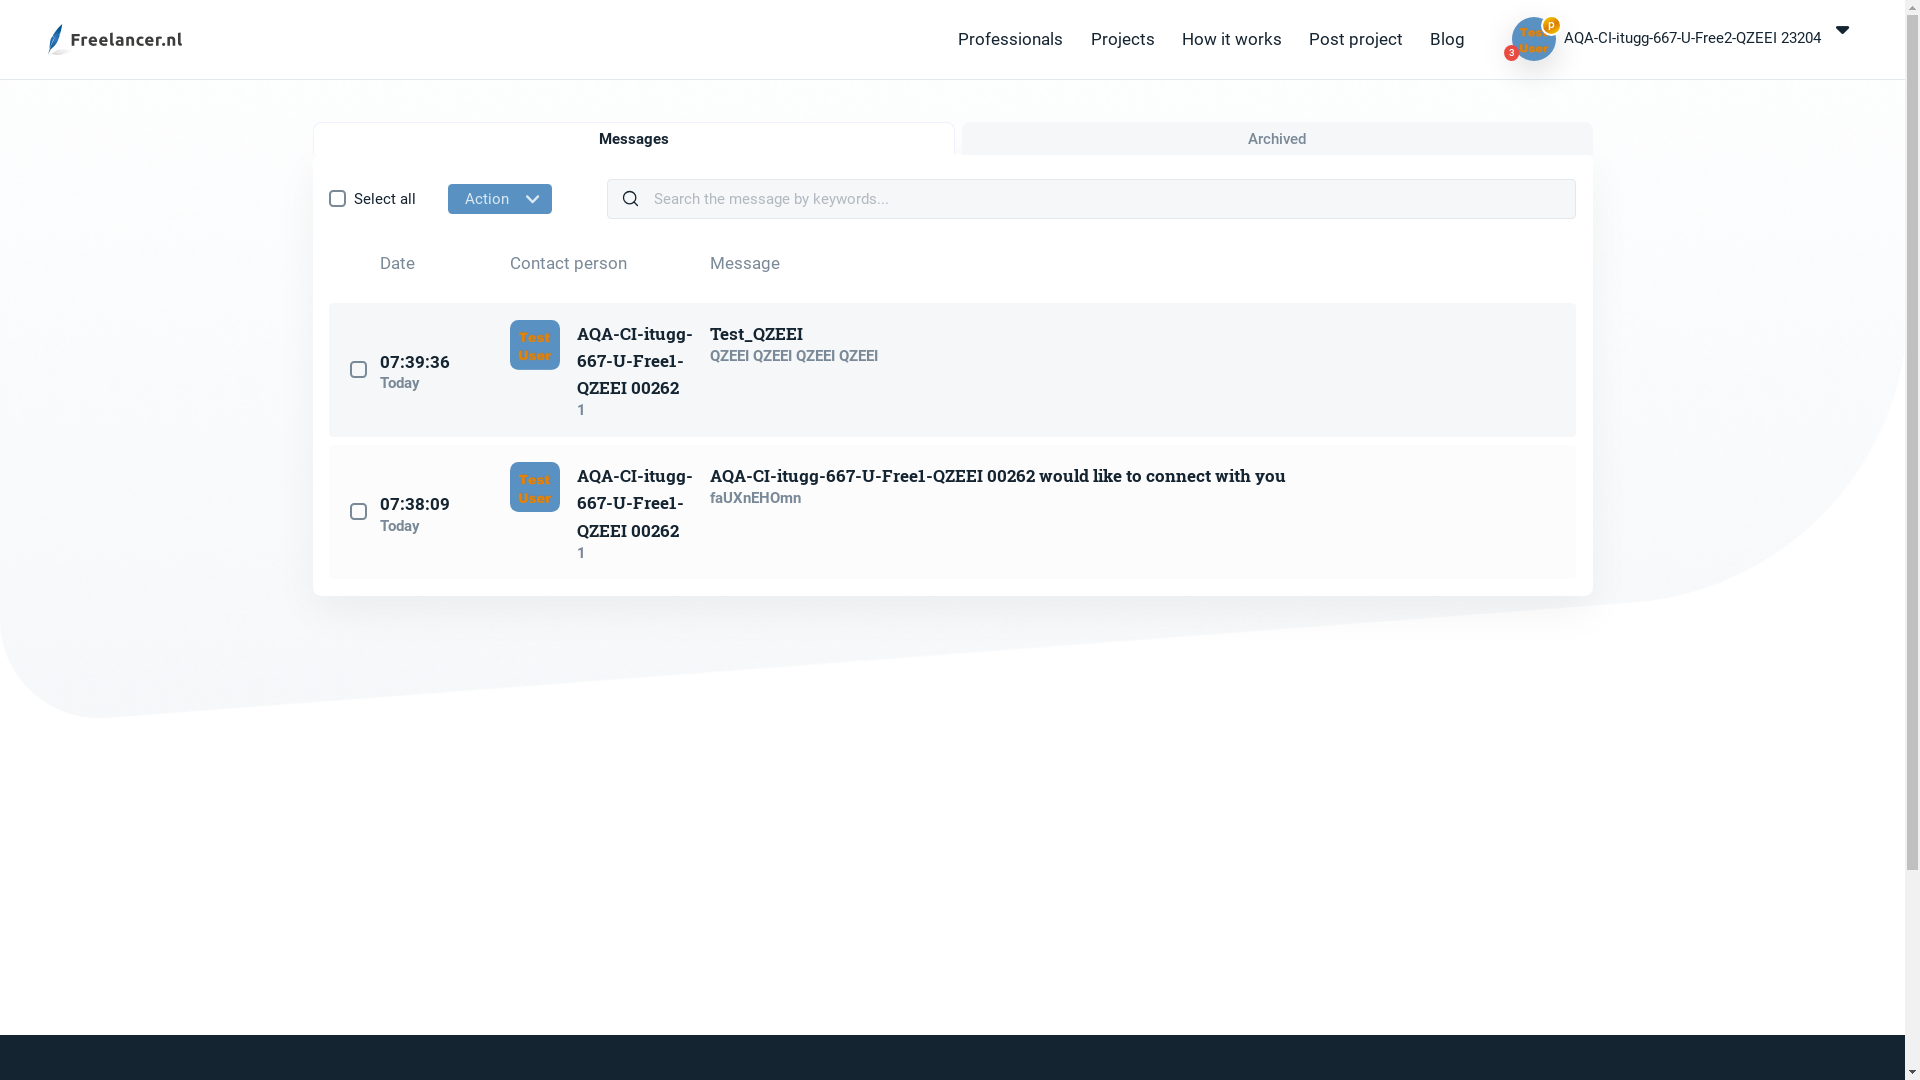 Freelancer.nl
Professionals
Projects
How it works
Post project
Blog
P
3
Test
User
AQA-CI-itugg-667-U-Free2-QZEEI 23204
Messages
Archived
Select all
Action
Search the message by keywords...
Date
Contact person
Message
07:39:36
Today
Test
User
AQA-CI-itugg-
667-U-Free1-
QZEEI 00262
1
Test_QZEEI
QZEEI QZEEI QZEEI QZEEI
07:38:09
Today
Test
User
AQA-CI-itugg-
667-U-Free1-
QZEEI 00262
1
AQA-CI-itugg-667-U-Free1-QZEEI 00262 would like to connect with you
faUXnEHOmn